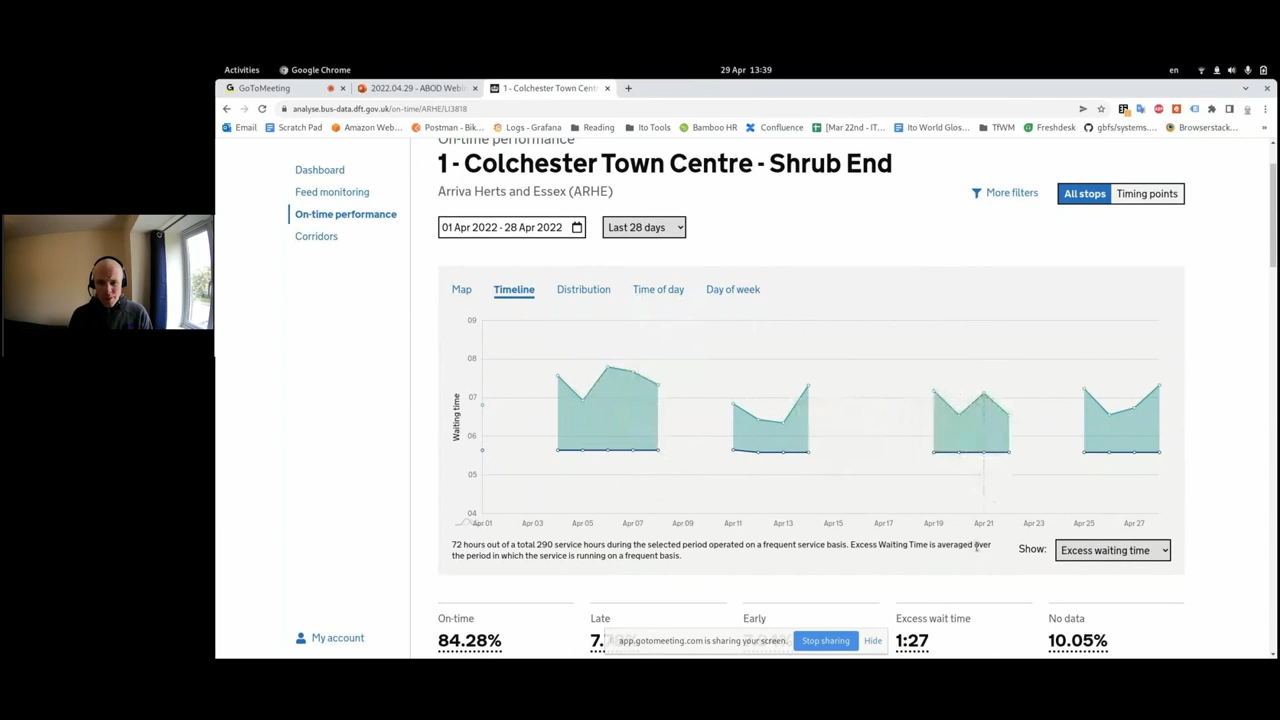 Activities Google Chrome 29 Apr 13:39 en
GoToMeeting 2022.04.29 - ABOD Webin 1 - Colchester Town Centr
analyse.bus-data.dft.gov.uk/on-time/ARHE/LI3818
Email Scratch Pad Amazon Web... Postman - Bik... Logs - Grafana Reading Ito Tools Bamboo HR Confluence [Mar 22nd - IT... Ito World Glos... TfWM Freshdesk gbfs/systems.... Browserstack...
On-time performance
Dashboard
Feed monitoring
On-time performance
Corridors
My account
1 - Colchester Town Centre - Shrub End
Arriva Herts and Essex (ARHE)
More filters All stops Timing points
01 Apr 2022 - 28 Apr 2022 Last 28 days
Map Timeline Distribution Time of day Day of week
Waiting time
09
08
07
06
05
04
Apr 01 Apr 03 Apr 05 Apr 07 Apr 09 Apr 11 Apr 13 Apr 15 Apr 17 Apr 19 Apr 21 Apr 23 Apr 25 Apr 27
72 hours out of a total 290 service hours during the selected period operated on a frequent service basis. Excess Waiting Time is averaged over
the period in which the service is running on a frequent basis.
Show: Excess waiting time
On-time Late Early Excess wait time No data
84.28% 7. 1:27 10.05%
app.gotomeeting.com is sharing your screen. Stop sharing Hide